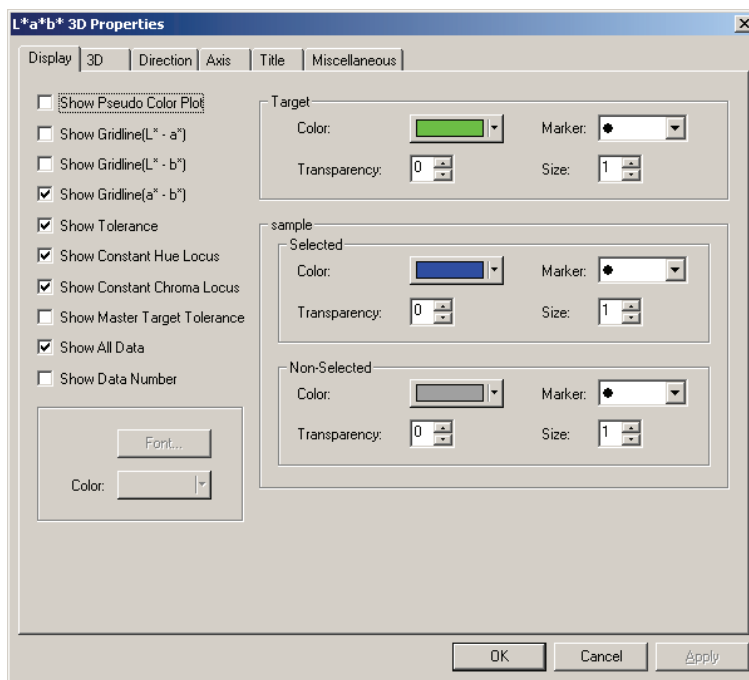 L*a*b* 3D Properties
Display 3D Direction Axis Title Miscellaneous
Show Pseudo Color Plot
Show Gridline(L* - a*)
Show Gridline(L* - b*)
Show Gridline(a* - b*)
Show Tolerance
Show Constant Hue Locus
Show Constant Chroma Locus
Show Master Target Tolerance
Show All Data
Show Data Number
Font...
Color:
Target
Color: Marker:
Transparency: 0 Size: 1
sample
Selected
Color: Marker:
Transparency: 0 Size: 1
Non-Selected
Color: Marker:
Transparency: 0 Size: 1
OK Cancel Apply